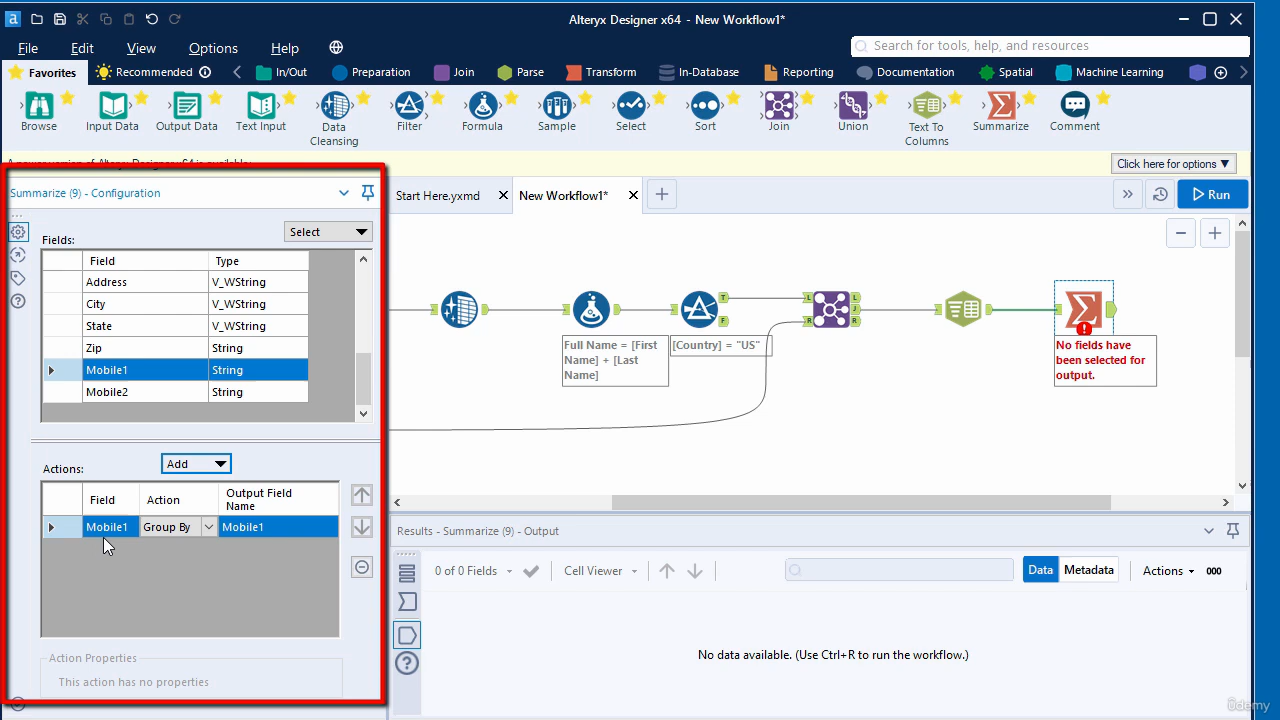 Alteryx Designer x64 - New Workflow1*
File Edit View Options Help
Search for tools, help, and resources
Favorites Recommended In/Out Preparation Join Parse Transform In-Database Reporting Documentation Spatial Machine Learning
Browse Input Data Output Data Text Input Data Cleansing Filter Formula Sample Select Sort Join Union Text To Columns Summarize Comment
Click here for options ▼
Summarize (9) - Configuration
Start Here.yxmd
New Workflow1*
Run
Fields:
Select
Field Type
Address V_WString
City V_WString
State V_WString
Zip String
Mobile1 String
Mobile2 String
Actions:
Add
Field Action Output Field Name
Mobile1 Group By Mobile1
Action Properties
This action has no properties
T
F
L
R
L
J
R
Full Name = [First
Name] + [Last
Name]
[Country] = "US"
No fields have
been selected for
output.
Results - Summarize (9) - Output
0 of 0 Fields
Cell Viewer
Data
Metadata
Actions
000
No data available. (Use Ctrl+R to run the workflow.)
ûdemy